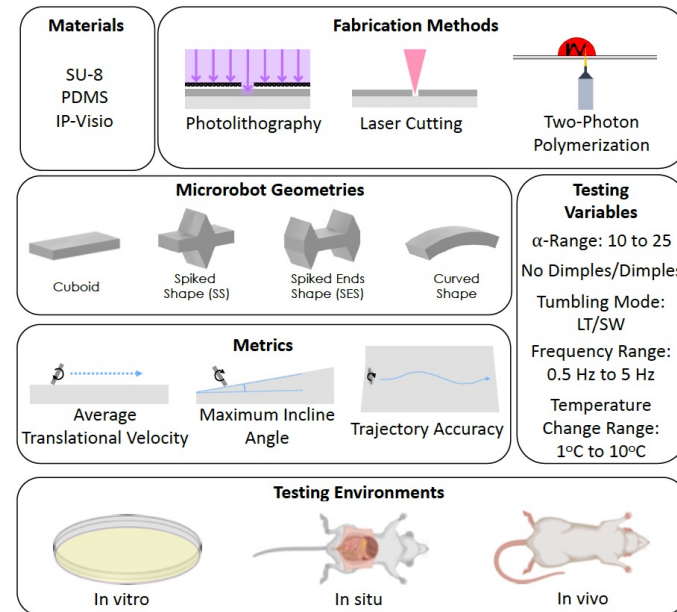 Materials
SU-8
PDMS
IP-Visio
Fabrication Methods
Photolithography
Laser Cutting
Two-Photon
Polymerization
Microrobot Geometries
Cuboid
Spiked
Shape (SS)
Spiked Ends
Shape (SES)
Curved
Shape
Testing
Variables
α-Range: 10 to 25
No Dimples/Dimples
Tumbling Mode:
LT/SW
Frequency Range:
0.5 Hz to 5 Hz
Temperature
Change Range:
1°C to 10°C
Metrics
Average
Translational Velocity
Maximum Incline
Angle
Trajectory Accuracy
Testing Environments
In vitro
In situ
In vivo